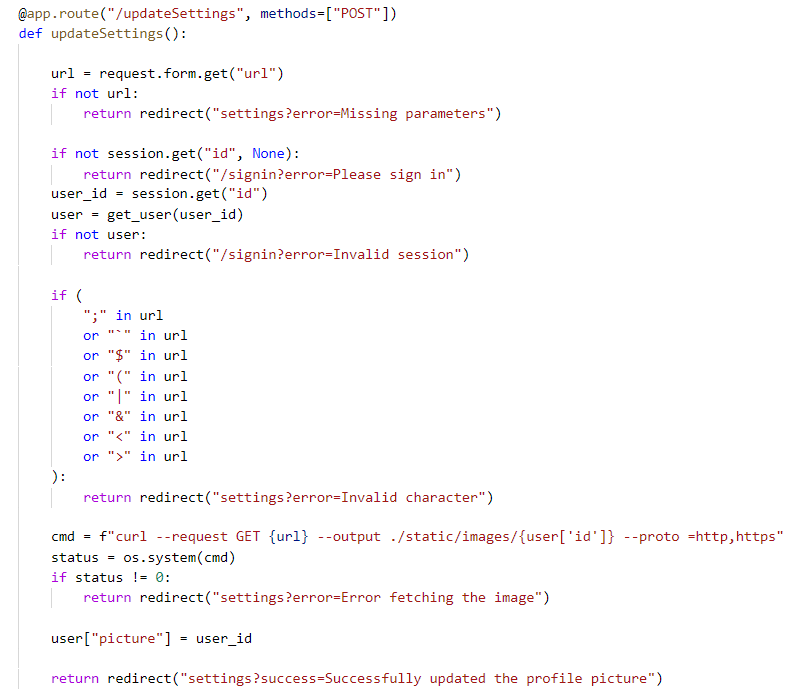 @app.route("/updateSettings", methods=["POST"])
def updateSettings():
url = request.form.get("url")
if not url:
return redirect("settings?error=Missing parameters")
if not session.get("id", None):
return redirect("/signin?error=Please sign in")
user_id = session.get("id")
user = get_user(user_id)
if not user:
return redirect("/signin?error=Invalid session")
if (
";" in url
or "`" in url
or "$" in url
or "(" in url
or "|" in url
or "&" in url
or "<" in url
or ">" in url
):
return redirect("settings?error=Invalid character")
cmd = f"curl --request GET {url} --output ./static/images/{user['id']} --proto =http,https"
status = os.system(cmd)
if status != 0:
return redirect("settings?error=Error fetching the image")
user["picture"] = user_id
return redirect("settings?success=Successfully updated the profile picture")